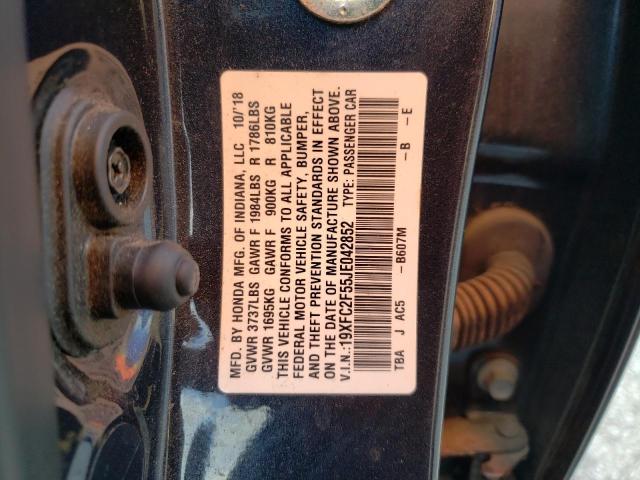 MFD. BY HONDA MFG. OF INDIANA, LLC 10/18
GVWR 3737LBS GAWR F 1984LBS R 1786LBS
GVWR 1695KG GAWR F 900KG R 810KG
THIS VEHICLE CONFORMS TO ALL APPLICABLE
FEDERAL MOTOR VEHICLE SAFETY, BUMPER,
AND THEFT PREVENTION STANDARDS IN EFFECT
ON THE DATE OF MANUFACTURE SHOWN ABOVE.
V.I.N.:19XFC2F55JE042852 TYPE: PASSENGER CAR
TBA J AC5 -B607M -B -E